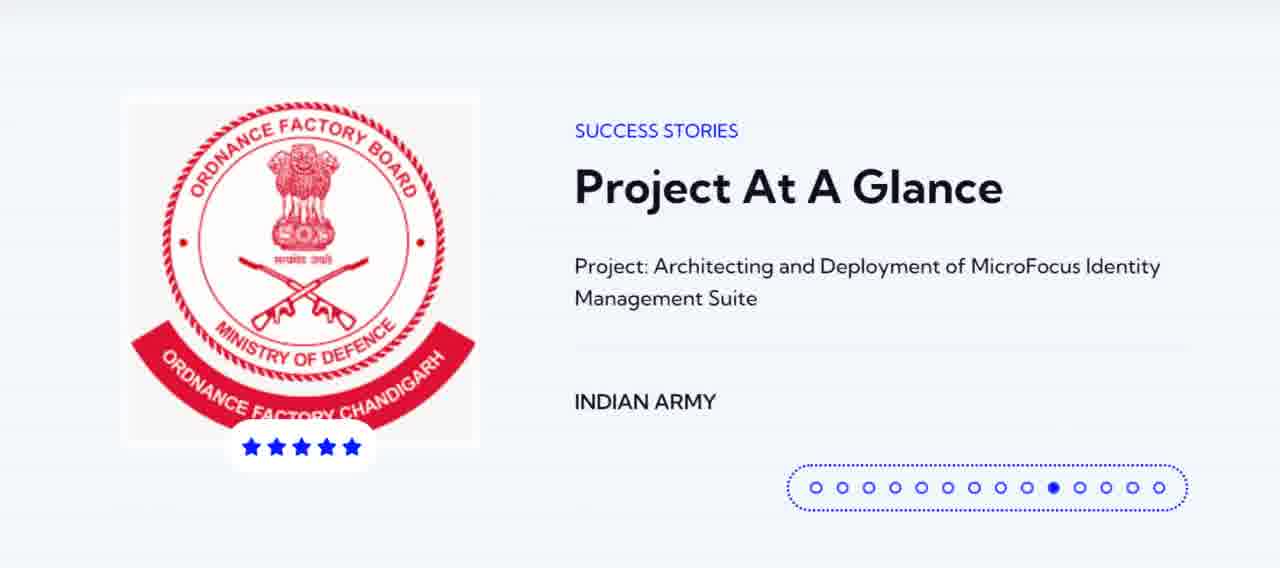 ORDNANCE FACTORY BOARD
सत्यमेव जयते
MINISTRY OF DEFENCE
ORDNANCE FACTORY CHANDIGARH
SUCCESS STORIES
Project At A Glance
Project: Architecting and Deployment of MicroFocus Identity
Management Suite
INDIAN ARMY